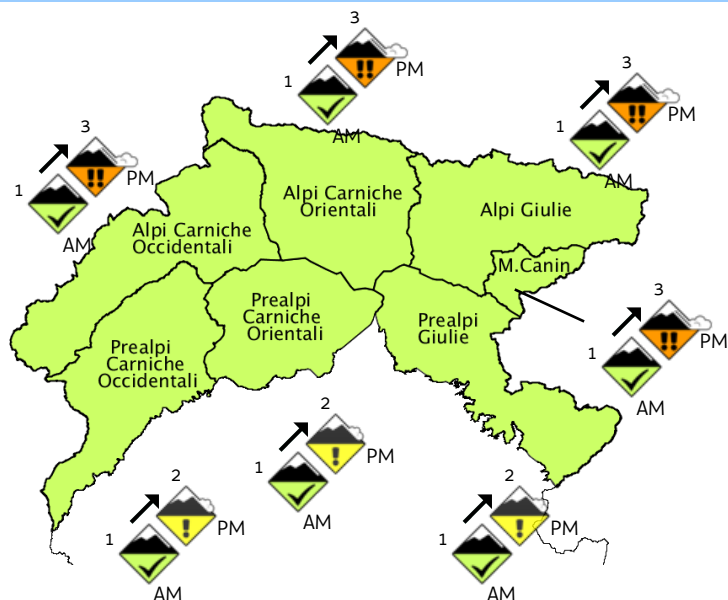 3
1
PM
AM
3
1
PM
AM
3
1
PM
AM
Alpi Carniche
Orientali
Alpi Giulie
Alpi Carniche
Occidentali
M.Canin
Prealpi
Carniche
Orientali
Prealpi
Giulie
3
1
PM
AM
Prealpi
Carniche
Occidentali
2
1
PM
AM
2
1
PM
AM
2
1
PM
AM